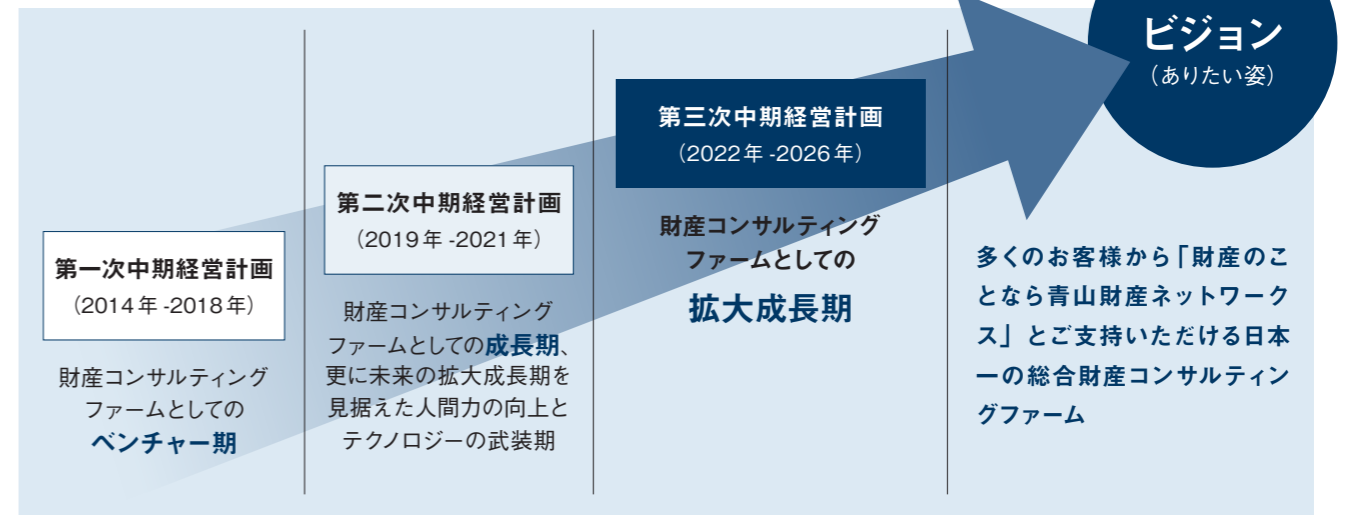 第一次中期経営計画
（2014年-2018年）
財産コンサルティング
ファームとしての
ベンチャー期
第二次中期経営計画
（2019年-2021年）
財産コンサルティング
ファームとしての成長期、
更に未来の拡大成長期を
見据えた人間力の向上と
テクノロジーの武装期
第三次中期経営計画
（2022年-2026年）
財産コンサルティング
ファームとしての
拡大成長期
ビジョン
（ありたい姿）
多くのお客様から「財産のこ
となら青山財産ネットワーク
ス」とご支持いただける日本
一の総合財産コンサルティン
グファーム